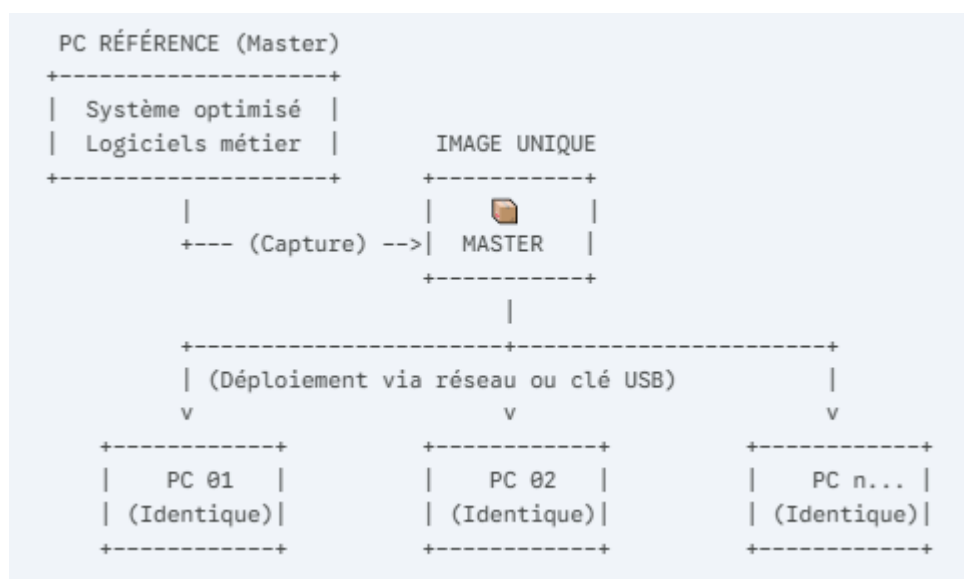 PC RÉFÉRENCE (Master)
+--------------------+
|  Système optimisé  |
|  Logiciels métier  |       IMAGE UNIQUE
+--------------------+      +-----------+
          |                 |    📦     |
          +--- (Capture) -->|  MASTER   |
                            +-----------+
                                  |
          +-----------------------+-----------------------+
          | (Déploiement via réseau ou clé USB)           |
          v                       v                       v
    +------------+          +------------+          +------------+
    |    PC 01   |          |    PC 02   |          |    PC n... |
    | (Identique)|          | (Identique)|          | (Identique)|
    +------------+          +------------+          +------------+